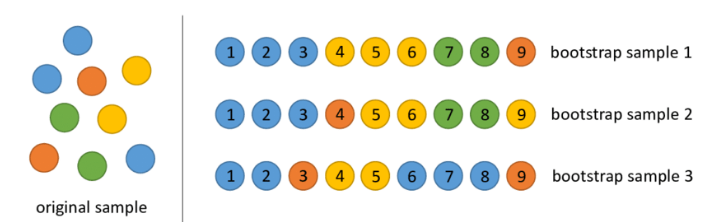 1 2 3 4 5 6 7 8 9 bootstrap sample 1
1 2 3 4 5 6 7 8 9 bootstrap sample 2
1 2 3 4 5 6 7 8 9 bootstrap sample 3
original sample